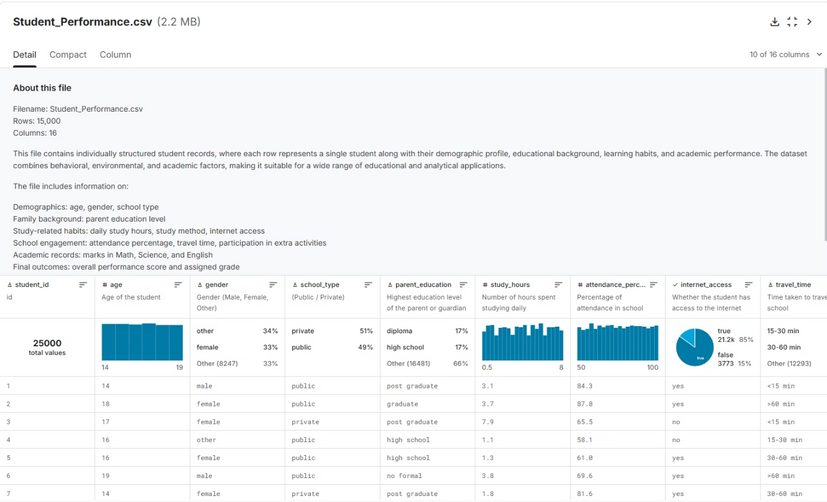 Student_Performance.csv (2.2 MB)
Detail Compact Column 10 of 16 columns
About this file
Filename: Student_Performance.csv
Rows: 15,000
Columns: 16
This file contains individually structured student records, where each row represents a single student along with their demographic profile, educational background, learning habits, and academic performance. The dataset
combines behavioral, environmental, and academic factors, making it suitable for a wide range of educational and analytical applications.
The file includes information on:
Demographics: age, gender, school type
Family background: parent education level
Study-related habits: daily study hours, study method, internet access
School engagement: attendance percentage, travel time, participation in extra activities
Academic records: marks in Math, Science, and English
Final outcomes: overall performance score and assigned grade
student_id # age gender school_type parent_education # study_hours # attendance_perc... internet_access travel_time
id Age of the student Gender (Male, Female, (Public / Private) Highest education level Number of hours spent Percentage of Whether the student has Time taken to trave
Other) of the parent or guardian studying daily attendance in school access to the internet school
25000 other 34% private 51% diploma 17% true 15-30 min
total values female 33% public 49% high school 17% 21.2k 85% 30-60 min
Other (8247) 33% Other (16481) 66% false Other (12293)
14 19 0.5 8 50 100 true 3773 15%
1 14 male public post graduate 3.1 84.3 yes <15 min
2 18 female public graduate 3.7 87.8 yes >60 min
3 17 female private post graduate 7.9 65.5 no <15 min
4 16 other public high school 1.1 58.1 no 15-30 min
5 16 female public high school 1.3 61.0 yes 30-60 min
6 19 male public no formal 3.8 69.6 yes >60 min
7 14 female private post graduate 1.8 81.6 yes 30-60 min